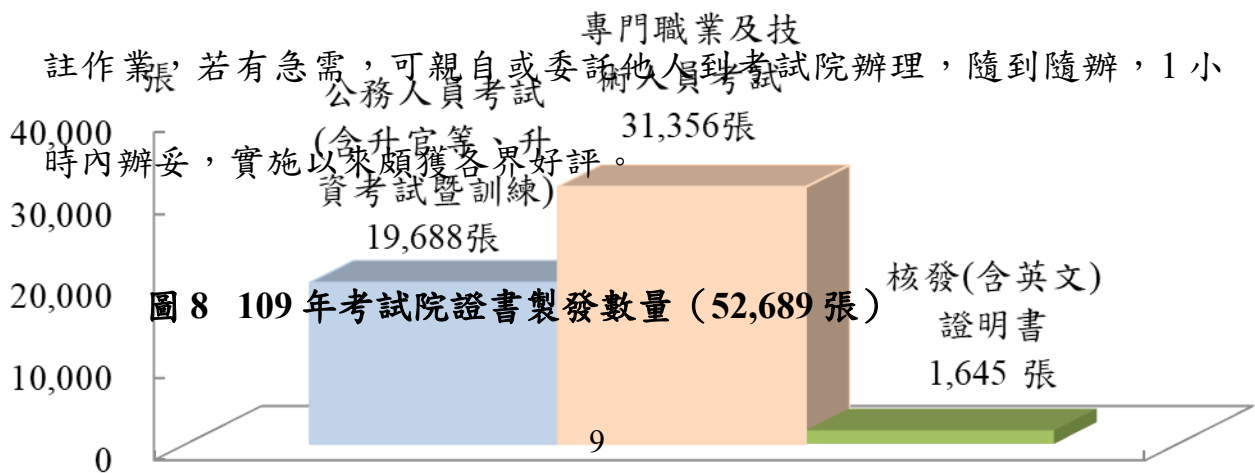 註作業，若有急需，可親自或委託他人到考試院辦理，隨到隨辦，1 小
時內辦妥，實施以來頗獲各界好評。
圖 8 109 年考試院證書製發數量（52,689 張）
張
40,000
30,000
20,000
10,000
0
公務人員考試
(含升官等、升
資考試暨訓練)
19,688張
專門職業及技
術人員考試
31,356張
核發(含英文)
證明書
1,645 張
9